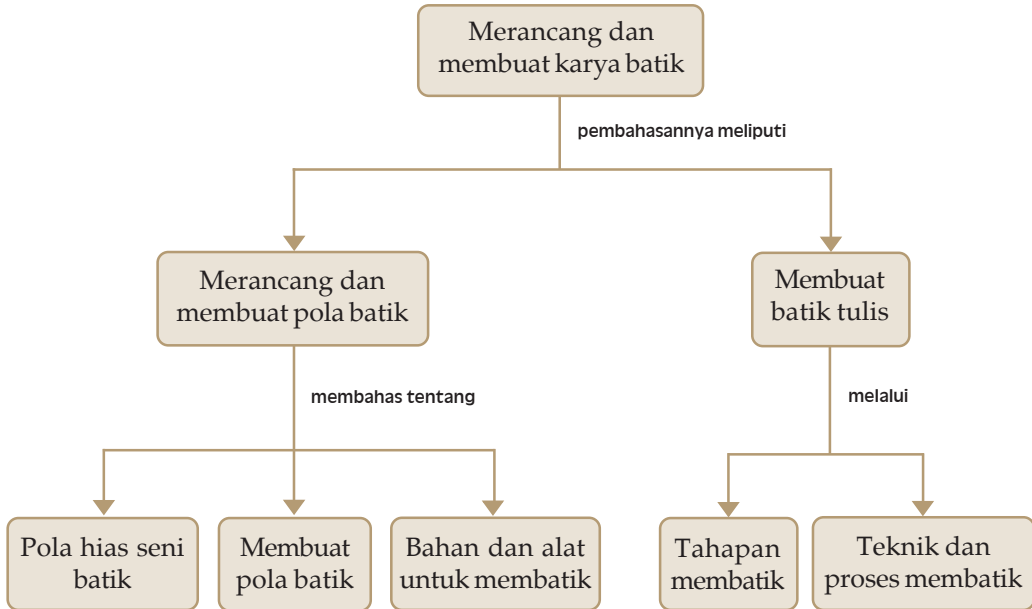 Merancang dan
membuat karya batik
pembahasannya meliputi
Merancang dan
membuat pola batik
Membuat
batik tulis
membahas tentang
melalui
Pola hias seni
batik
Membuat
pola batik
Bahan dan alat
untuk membatik
Tahapan
membatik
Teknik dan
proses membatik